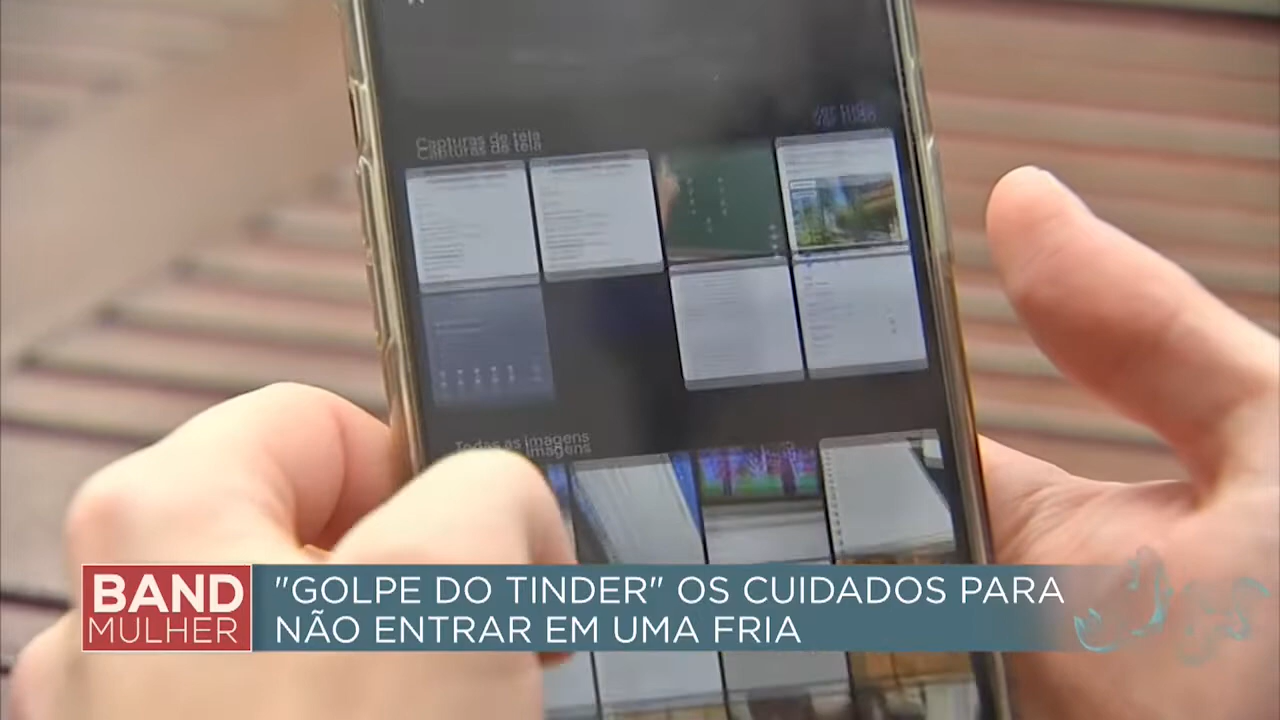 Capturas de tela
Todas as imagens
BAND
MULHER
"GOLPE DO TINDER" OS CUIDADOS PARA
NÃO ENTRAR EM UMA FRIA